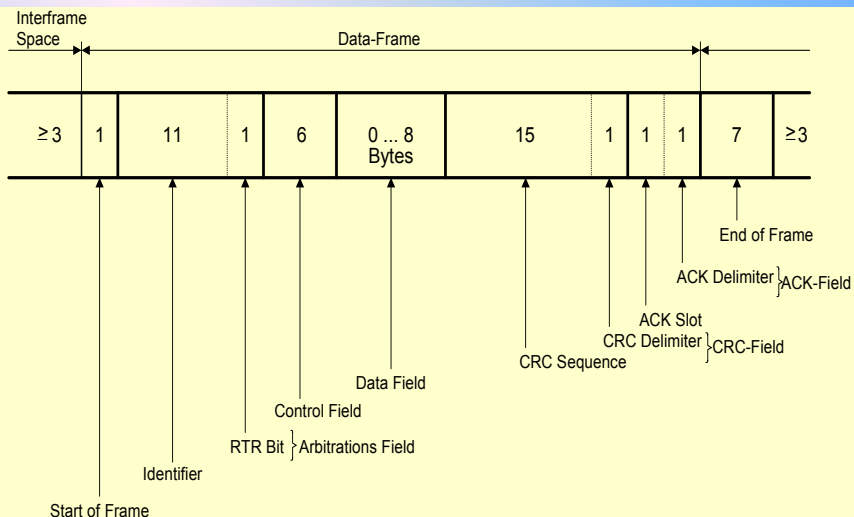 Interframe
Space
Data-Frame
≥ 3
1
11
1
6
0 ... 8
Bytes
15
1
1
1
7
≥ 3
End of Frame
ACK Delimiter
ACK-Field
ACK Slot
CRC Delimiter
CRC-Field
CRC Sequence
Data Field
Control Field
RTR Bit
Arbitrations Field
Identifier
Start of Frame